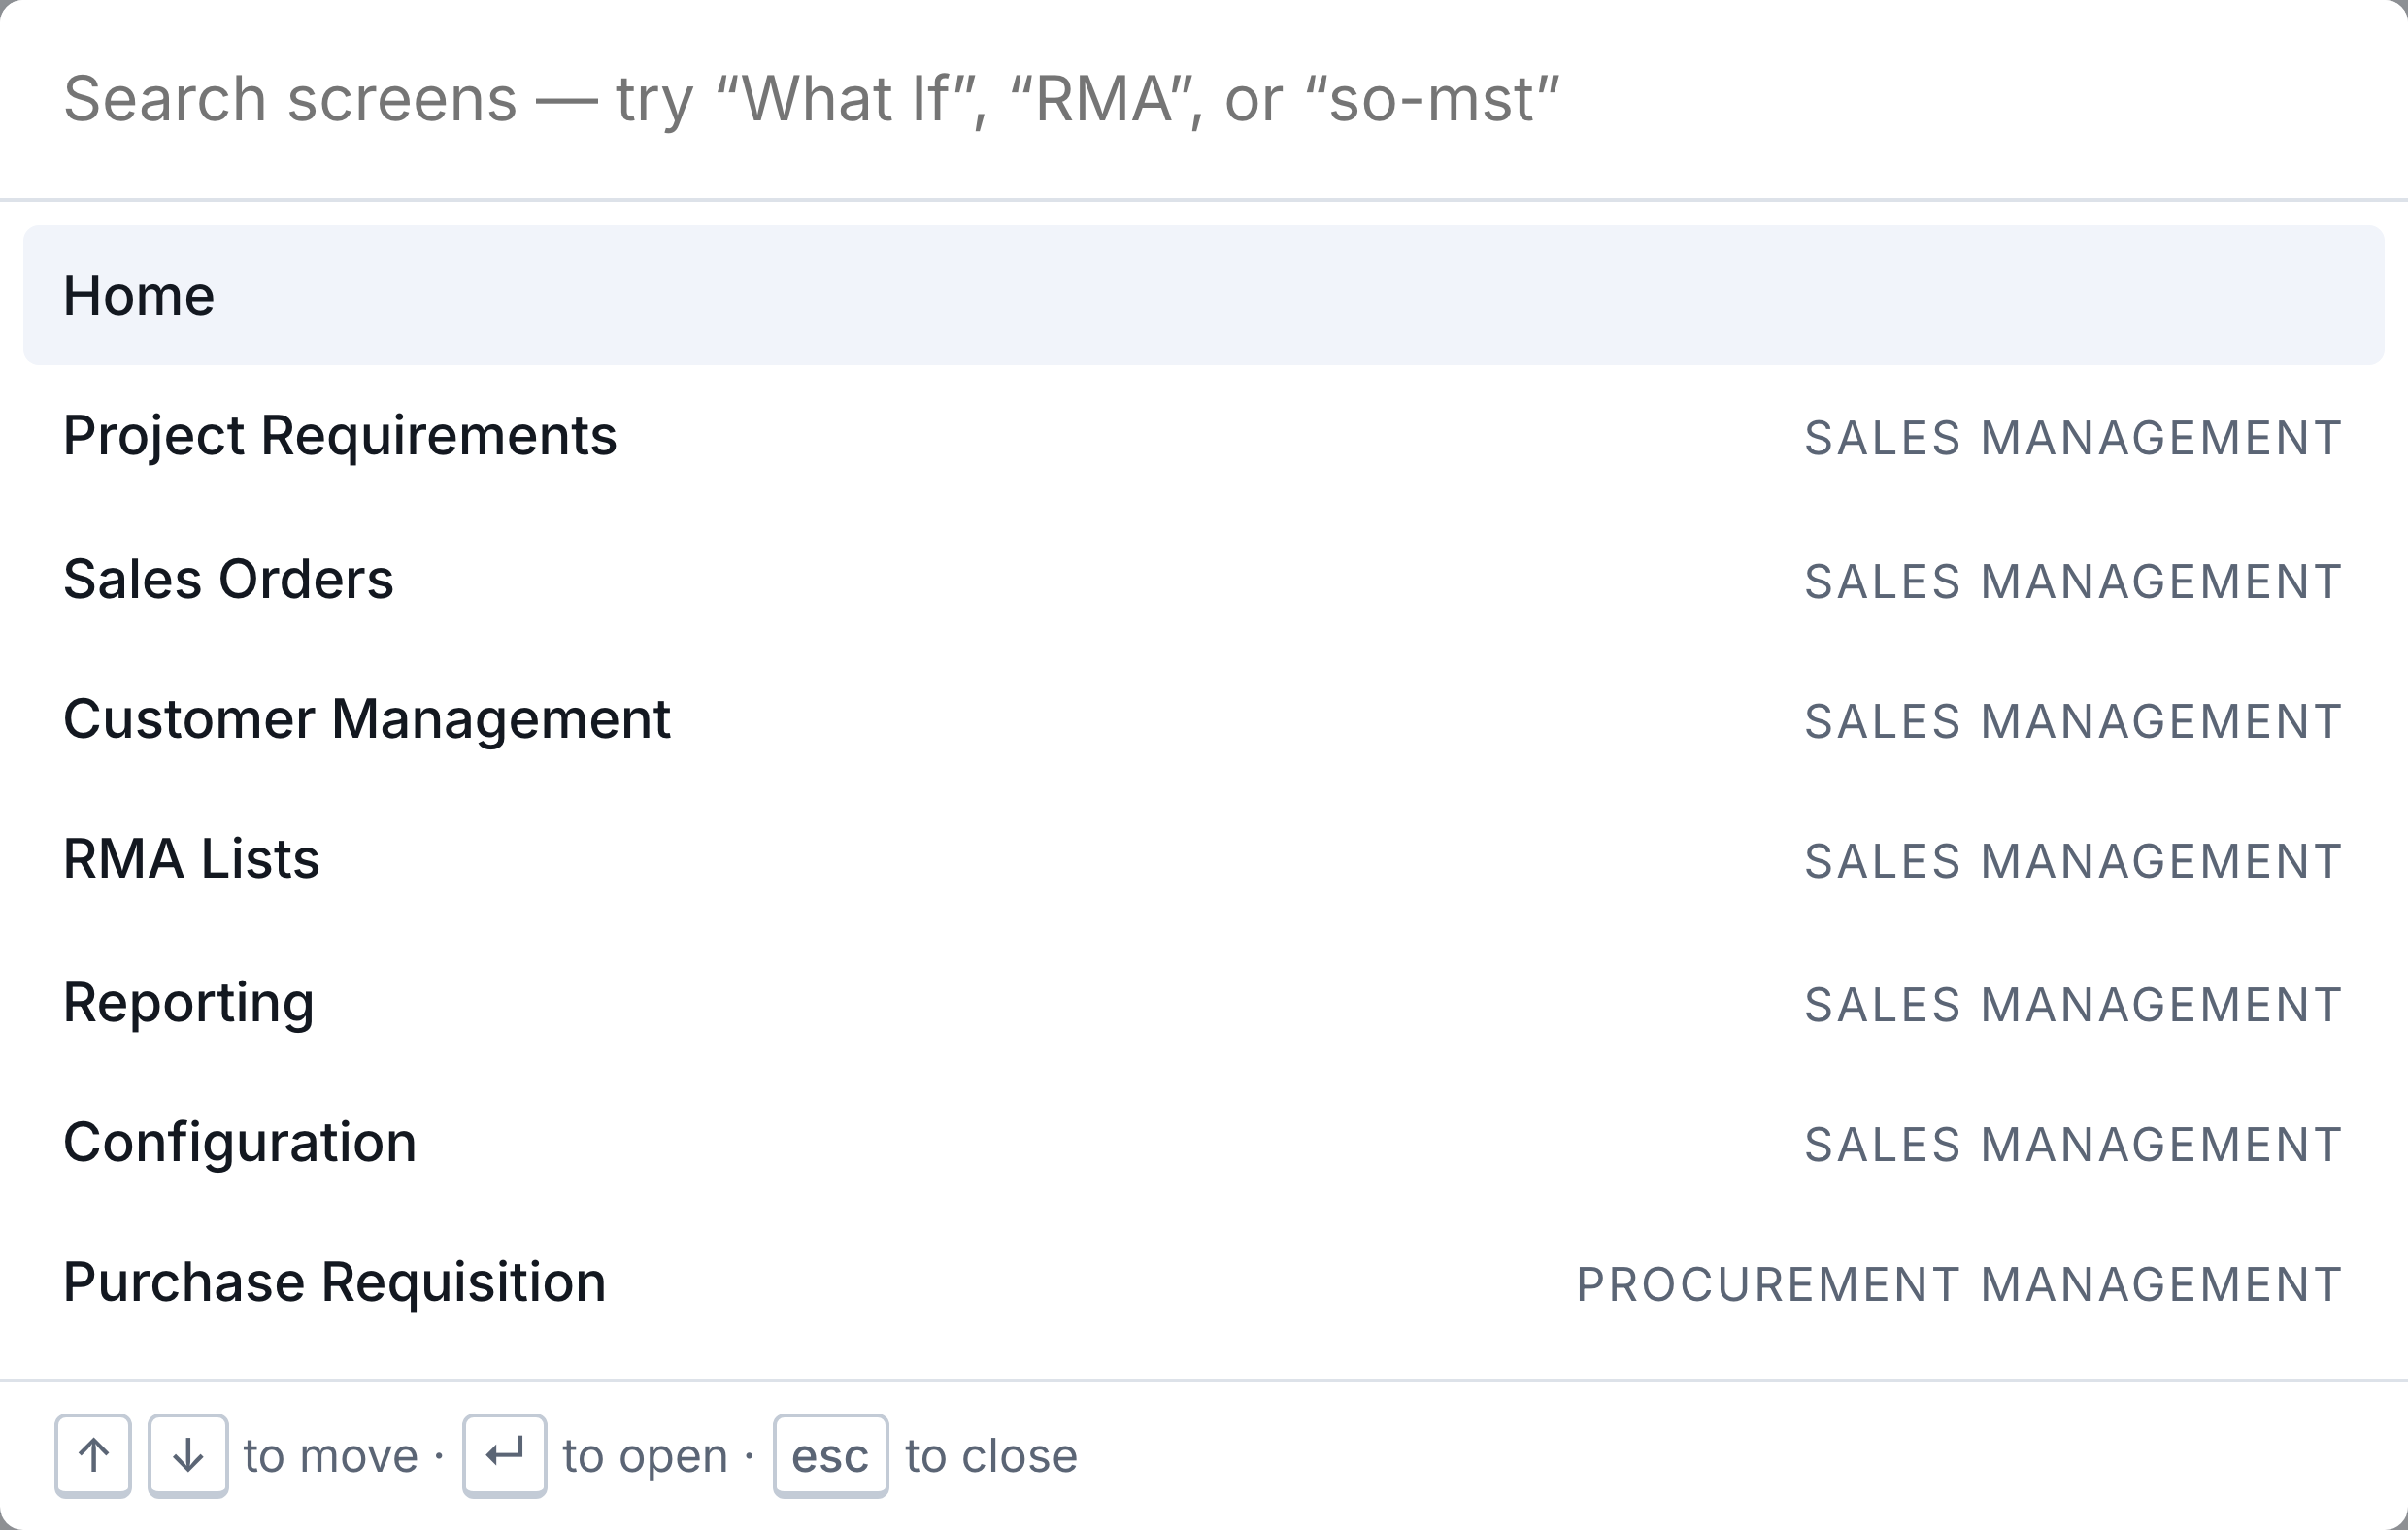 Search screens — try “What If”, “RMA”, or “so-mst”
Home
Project Requirements SALES MANAGEMENT
Sales Orders SALES MANAGEMENT
Customer Management SALES MANAGEMENT
RMA Lists SALES MANAGEMENT
Reporting SALES MANAGEMENT
Configuration SALES MANAGEMENT
Purchase Requisition PROCUREMENT MANAGEMENT
↑ ↓ to move · ↵ to open · esc to close